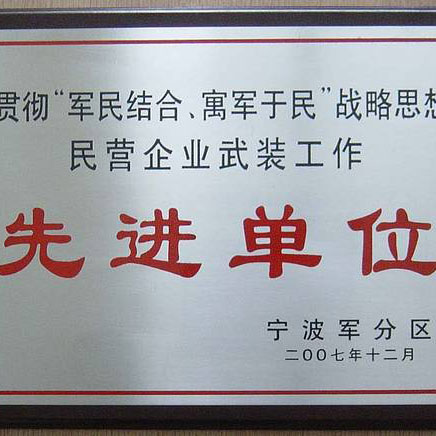 贯彻“军民结合、寓军于民”战略思想
民营企业武装工作
先进单位
宁波军分区
二〇〇七年十二月